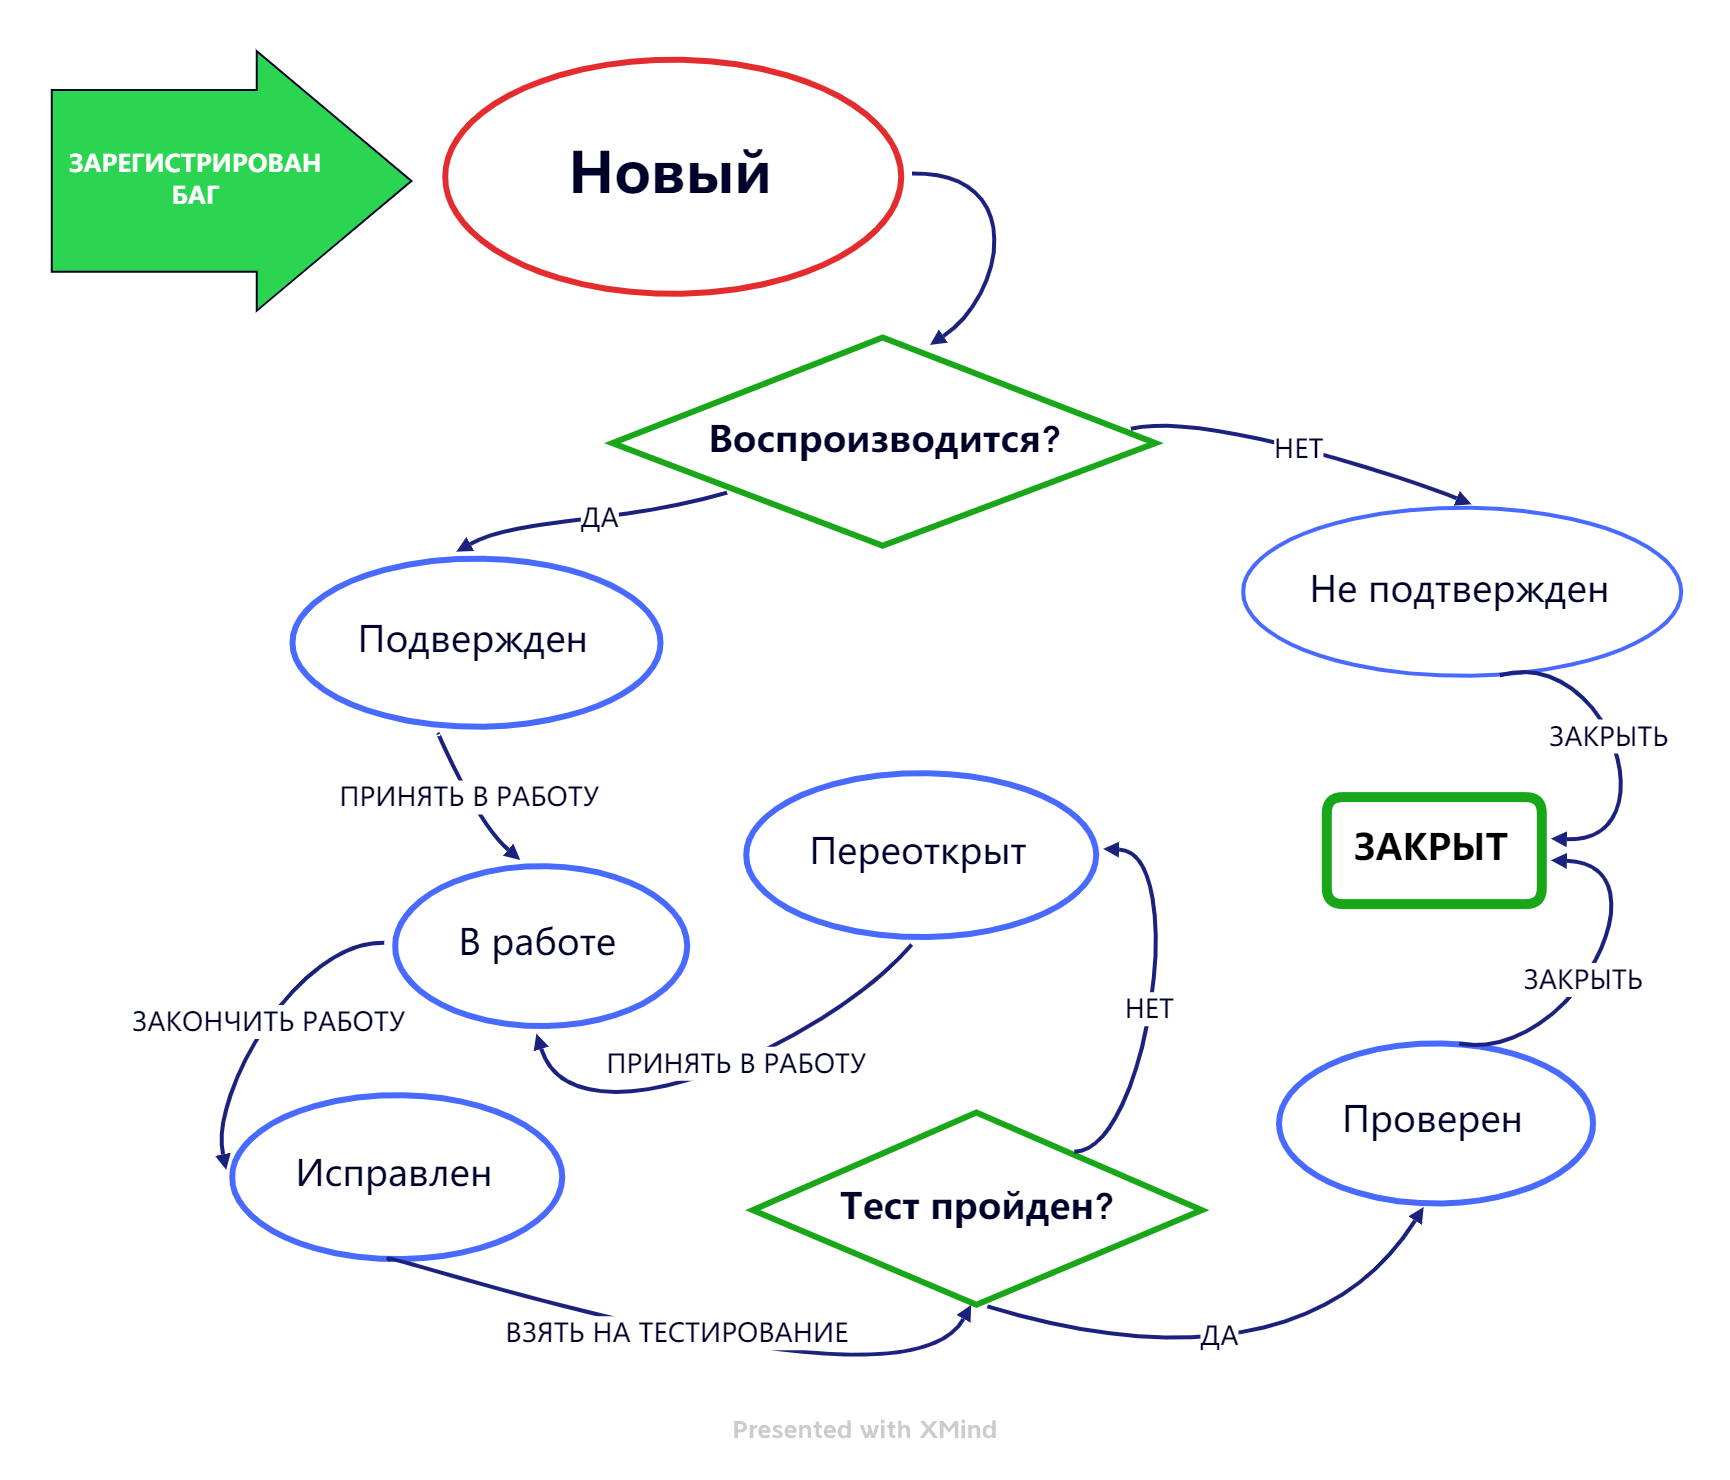 ЗАРЕГИСТРИРОВАН
БАГ
Новый
Воспроизводится?
НЕТ
ДА
Не подтвержден
Подвержден
ЗАКРЫТЬ
ПРИНЯТЬ В РАБОТУ
Переоткрыт
ЗАКРЫТ
В работе
ЗАКРЫТЬ
НЕТ
ЗАКОНЧИТЬ РАБОТУ
ПРИНЯТЬ В РАБОТУ
Проверен
Исправлен
Тест пройден?
ВЗЯТЬ НА ТЕСТИРОВАНИЕ
ДА
Presented with XMind